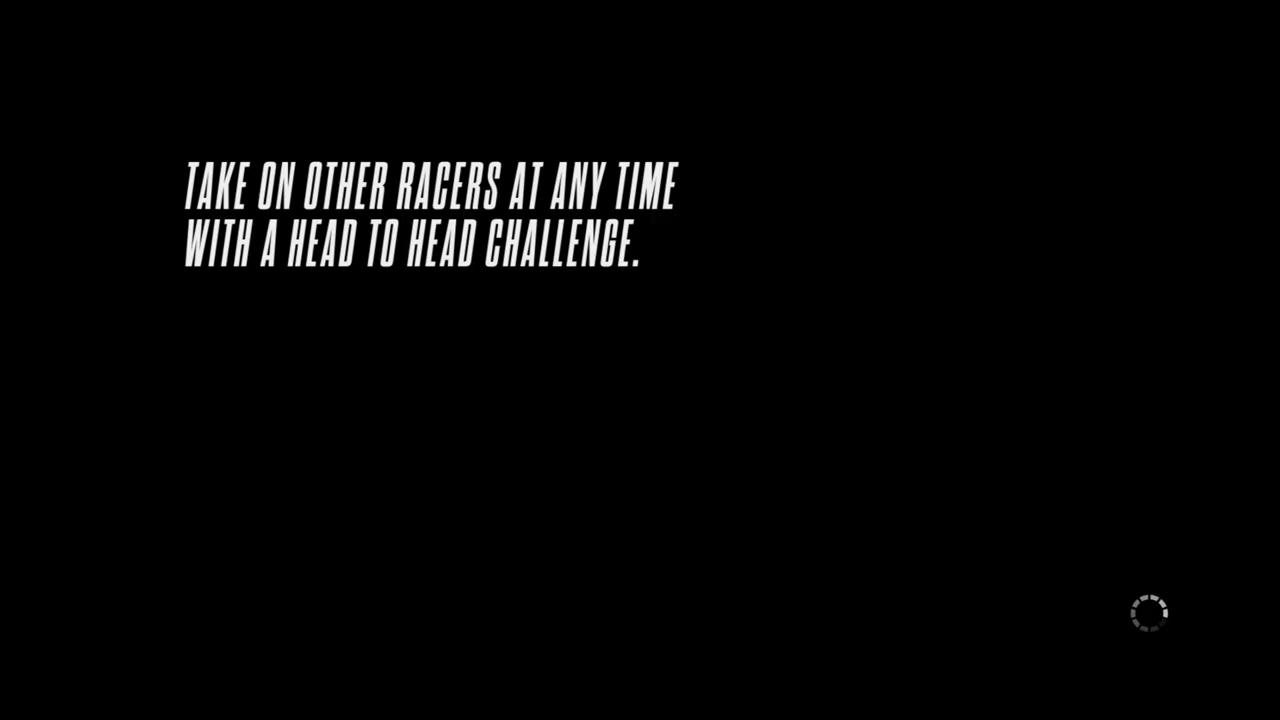 TAKE ON OTHER RACERS AT ANY TIME
WITH A HEAD TO HEAD CHALLENGE.